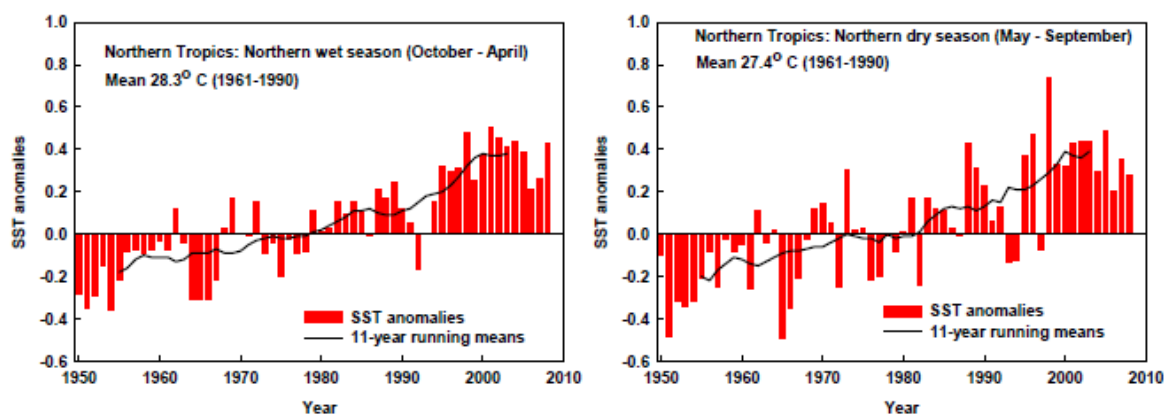 Northern Tropics: Northern wet season (October - April)
Mean 28.3⁰ C (1961-1990)
SST anomalies
1.0
0.8
0.6
0.4
0.2
0.0
-0.2
-0.4
-0.6
SST anomalies
11-year running means
1950 1960 1970 1980 1990 2000 2010
Year
Northern Tropics: Northern dry season (May - September)
Mean 27.4⁰ C (1961-1990)
SST anomalies
1.0
0.8
0.6
0.4
0.2
0.0
-0.2
-0.4
-0.6
SST anomalies
11-year running means
1950 1960 1970 1980 1990 2000 2010
Year